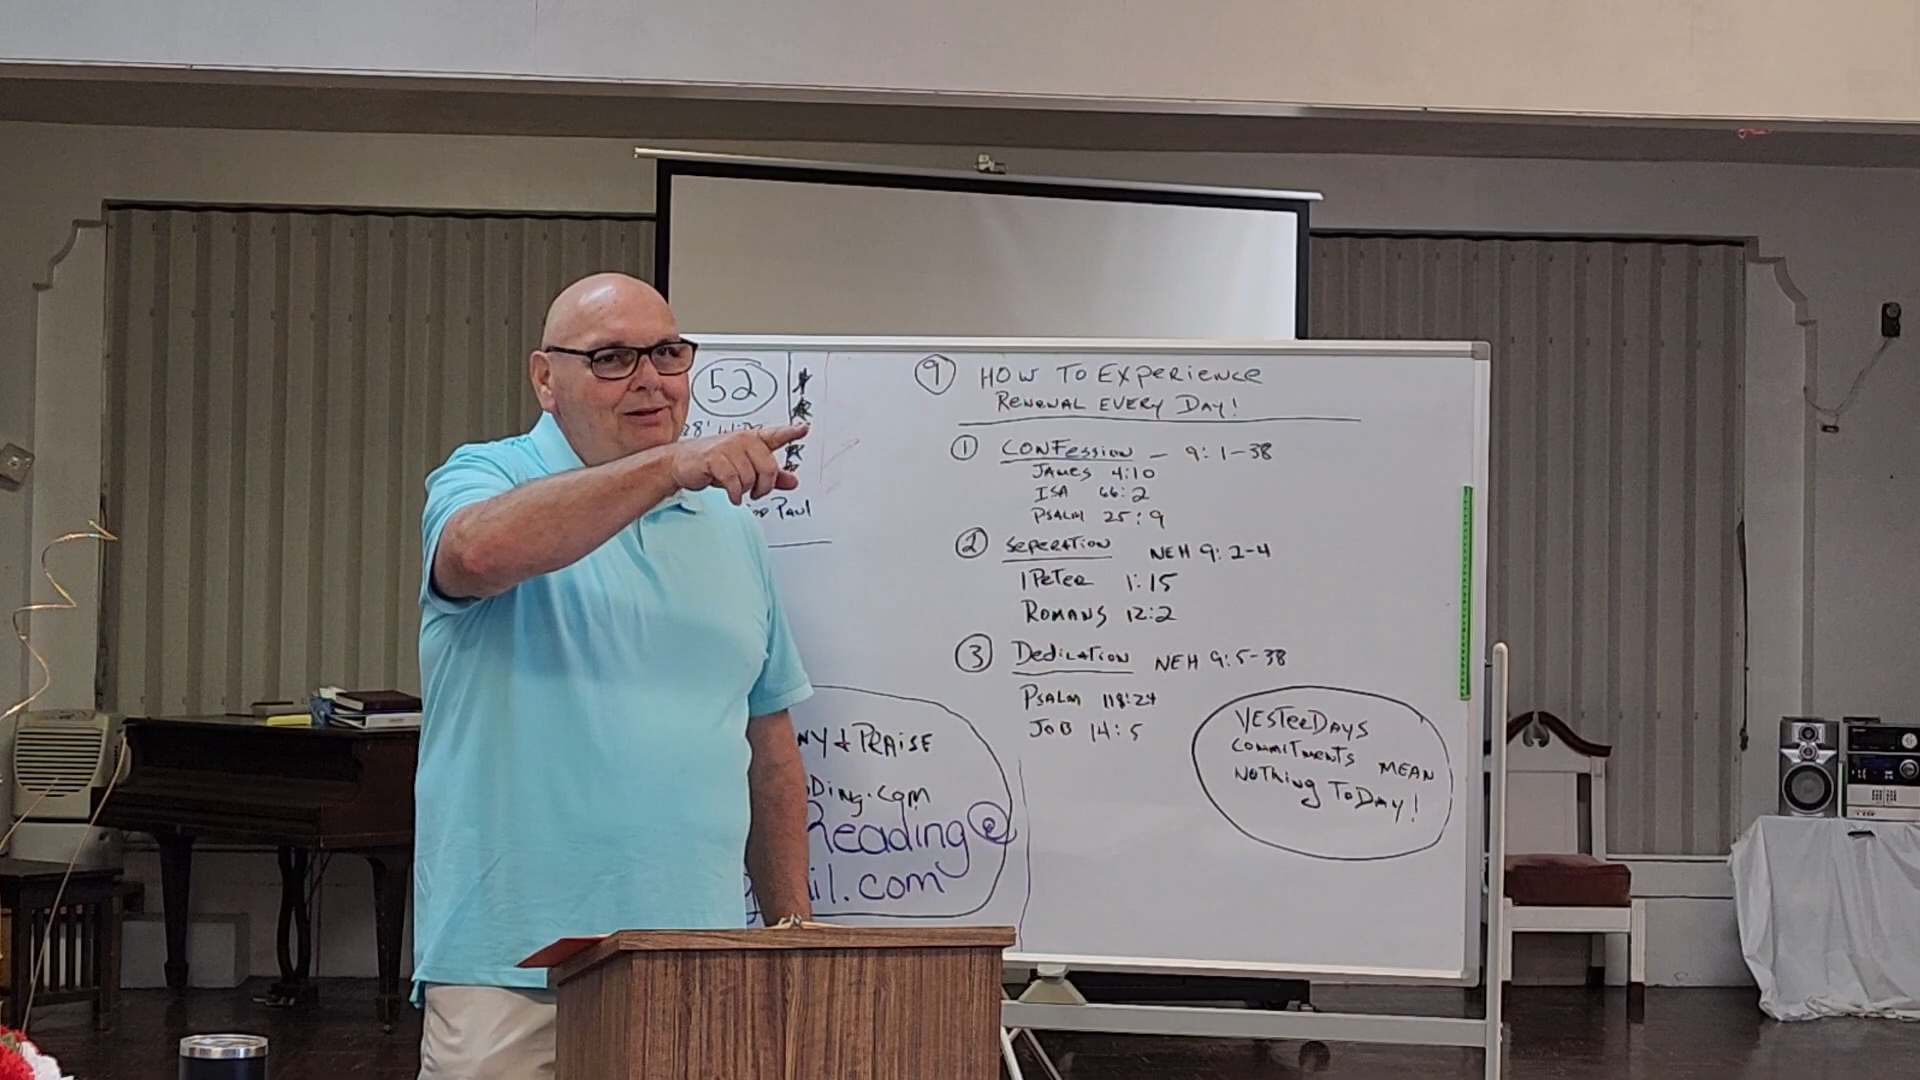 52
Paul
9 HOW TO EXPERIENCE
RENEWAL EVERY DAY!
1 CONFESSION - 9:1-38
JAMES 4:10
ISA 66:2
PSALM 25:9
2 SEPERATION NEH 9:2-4
1 PETER 1:15
ROMANS 12:2
3 DedicATION NEH 9:5-38
PSALM 118:24
JOB 14:5
NY & PRAISE
Ding.com
Reading@
il.com
YESTERDAYS
COMMITMENTS MEAN
NOTHING TODAY!